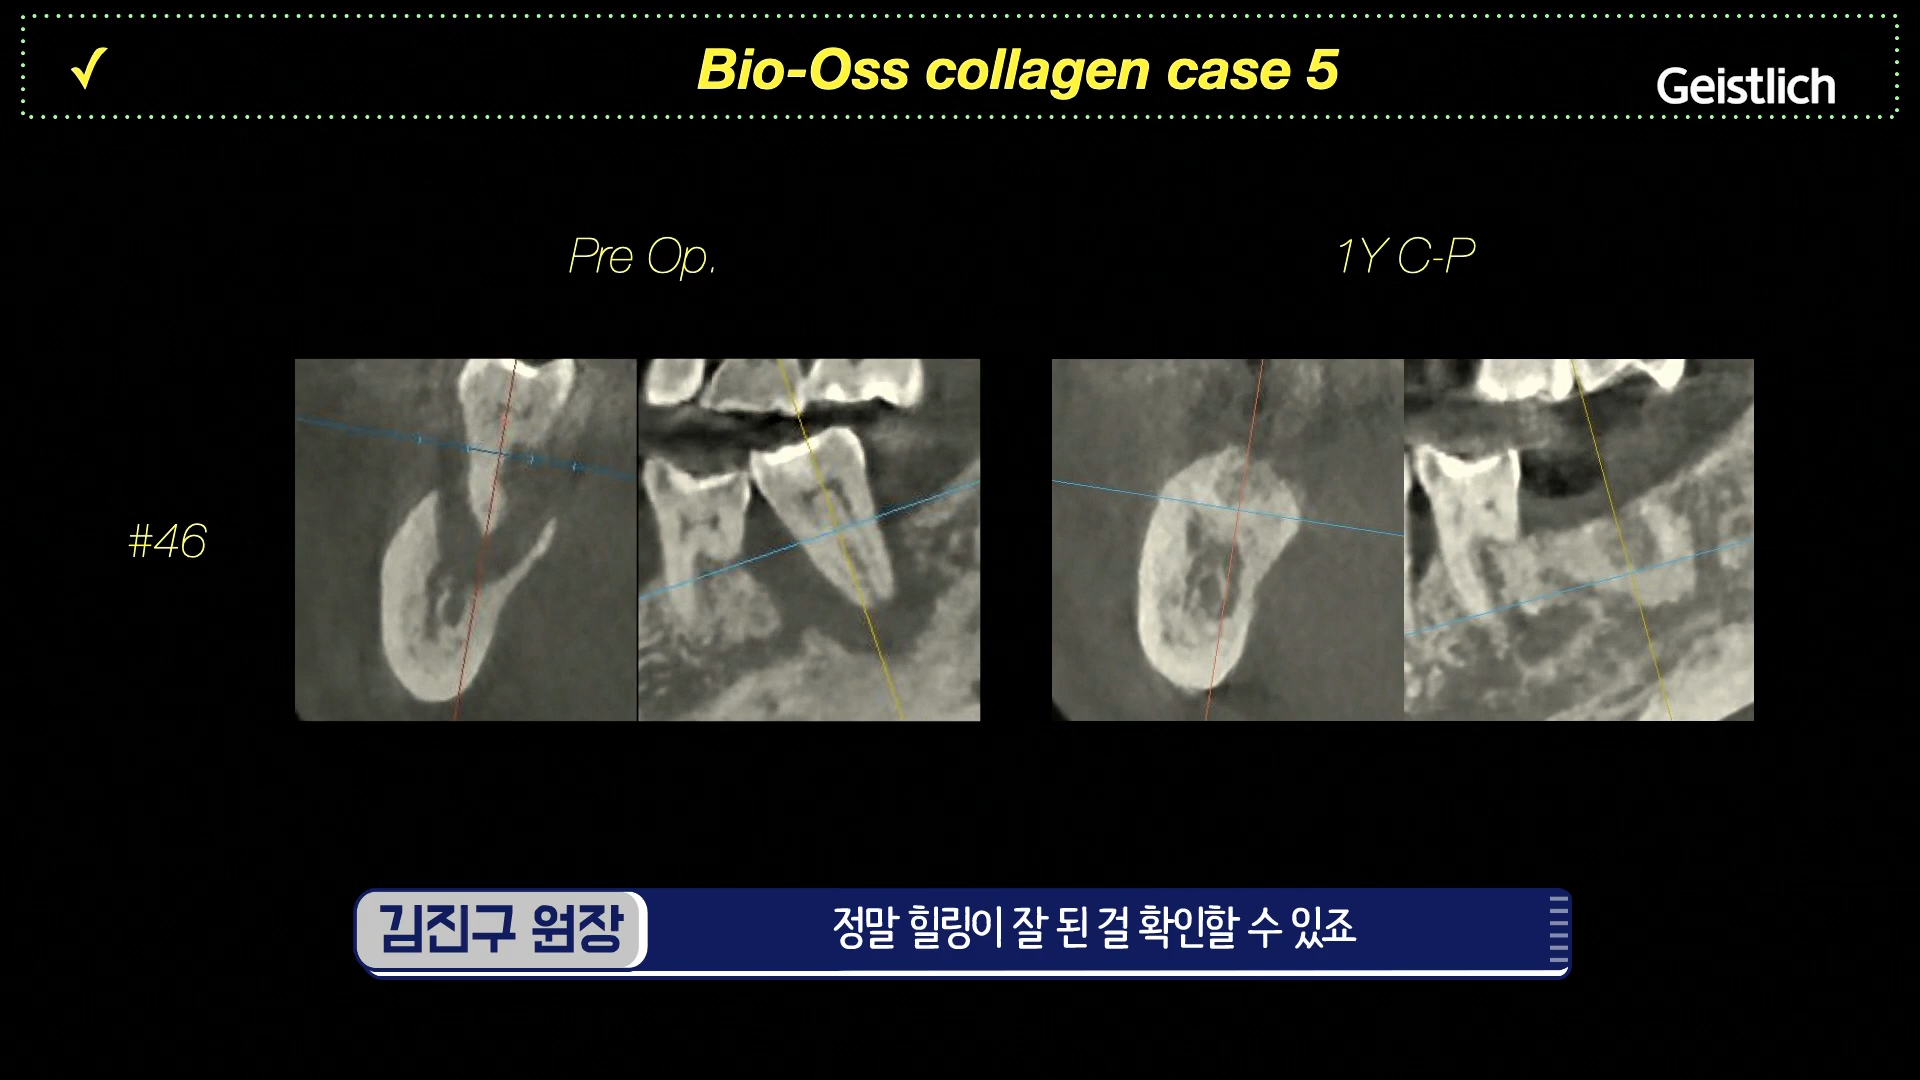 ✓ Bio-Oss collagen case 5
Geistlich
Pre Op.
1Y C-P
#46
김진구 원장
정말 힐링이 잘 된 걸 확인할 수 있죠